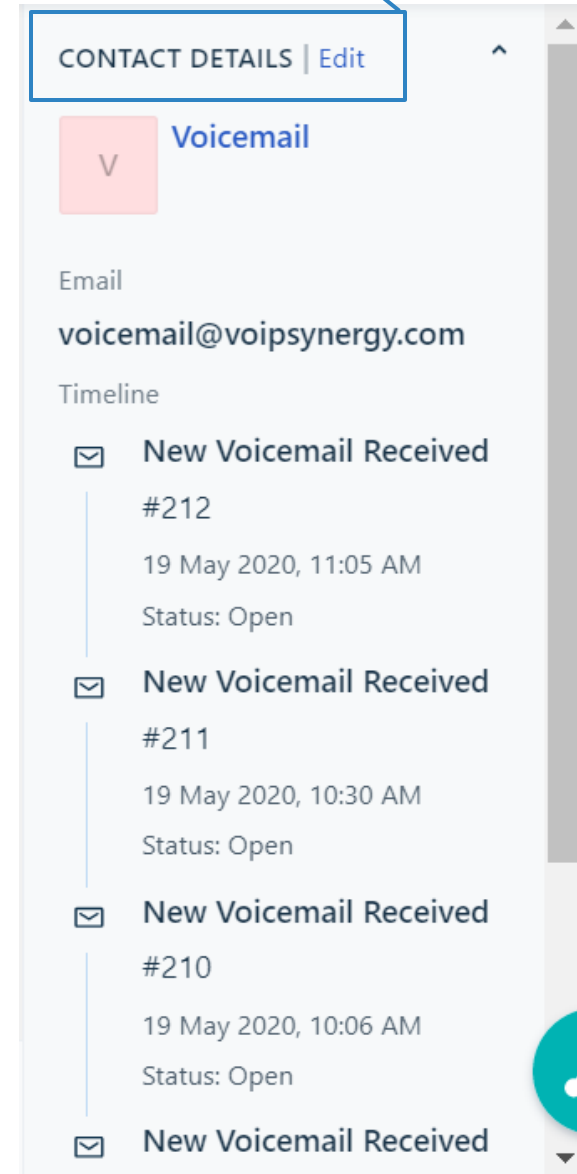 CONTACT DETAILS | Edit
V
Voicemail
Email
voicemail@voipsynergy.com
Timeline
New Voicemail Received
#212
19 May 2020, 11:05 AM
Status: Open
New Voicemail Received
#211
19 May 2020, 10:30 AM
Status: Open
New Voicemail Received
#210
19 May 2020, 10:06 AM
Status: Open
New Voicemail Received